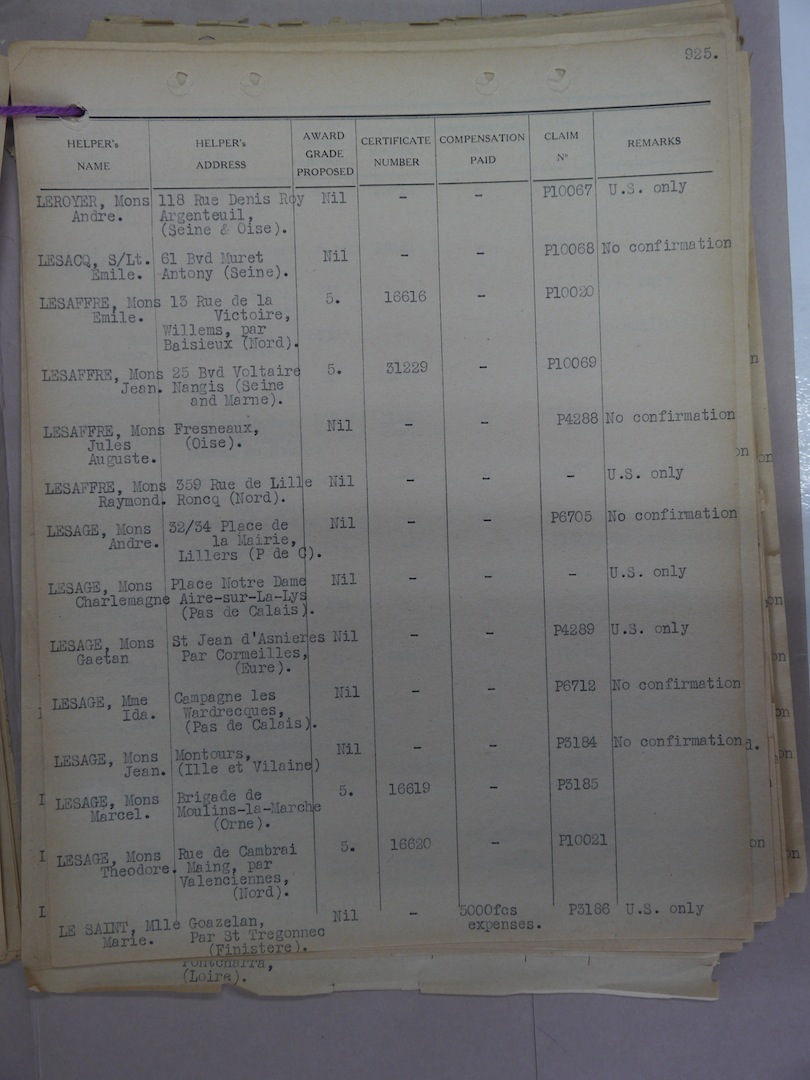 925.
HELPER's NAME HELPER's ADDRESS AWARD GRADE PROPOSED CERTIFICATE NUMBER COMPENSATION PAID CLAIM Nº REMARKS
LEROYER, Mons 118 Rue Denis Roy Nil - - P10067 U.S. only
Andre. Argenteuil,
(Seine & Oise).
LESACQ, S/Lt. 61 Bvd Muret Nil - - P10068 No confirmation
Emile. Antony (Seine).
LESAFFRE, Mons 13 Rue de la 5. 16616 - P10020
Emile. Victoire,
Willems, par
Baisieux (Nord).
LESAFFRE, Mons 25 Bvd Voltaire 5. 31229 - P10069
Jean. Nangis (Seine
and Marne).
LESAFFRE, Mons Fresneaux, Nil - - P4288 No confirmation
Jules (Oise).
Auguste.
LESAFFRE, Mons 359 Rue de Lille Nil - - - U.S. only
Raymond. Roncq (Nord).
LESAGE, Mons 32/34 Place de Nil - - P6705 No confirmation
Andre. la Mairie,
Lillers (P de C).
LESAGE, Mons Place Notre Dame Nil - - - U.S. only
Charlemagne Aire-sur-La-Lys
(Pas de Calais).
LESAGE, Mons St Jean d'Asnieres Nil - - P4289 U.S. only
Gaetan Par Cormeilles,
(Eure).
LESAGE, Mme Campagne les Nil - - P6712 No confirmation
Ida. Wardrecques,
(Pas de Calais).
LESAGE, Mons Montours, Nil - - P3184 No confirmation
Jean. (Ille et Vilaine)
LESAGE, Mons Brigade de 5. 16619 - P3185
Marcel. Moulins-la-Marche
(Orne).
LESAGE, Mons Rue de Cambrai 5. 16620 - P10021
Theodore. Maing, par
Valenciennes,
(Nord).
LE SAINT, Mlle Goazelan, Nil - 5000fcs P3186 U.S. only
Marie. Par St Tregonnec expenses.
(Finistere).
Pontcharra,
(Loire).